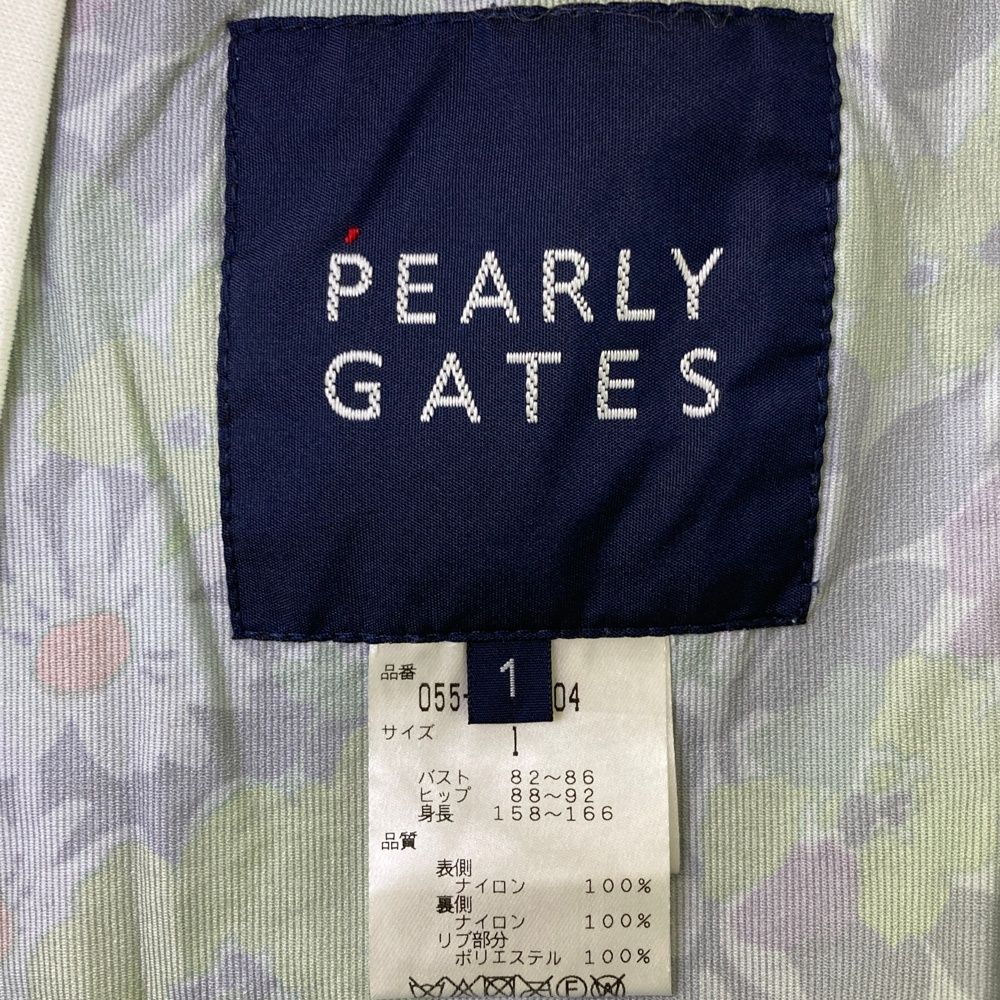 PEARLY
GATES
1
品番
055- 04
サイズ
1
バスト 82〜86
ヒップ 88〜92
身長 158〜166
品質
表側
ナイロン 100%
裏側
ナイロン 100%
リブ部分
ポリエステル 100%